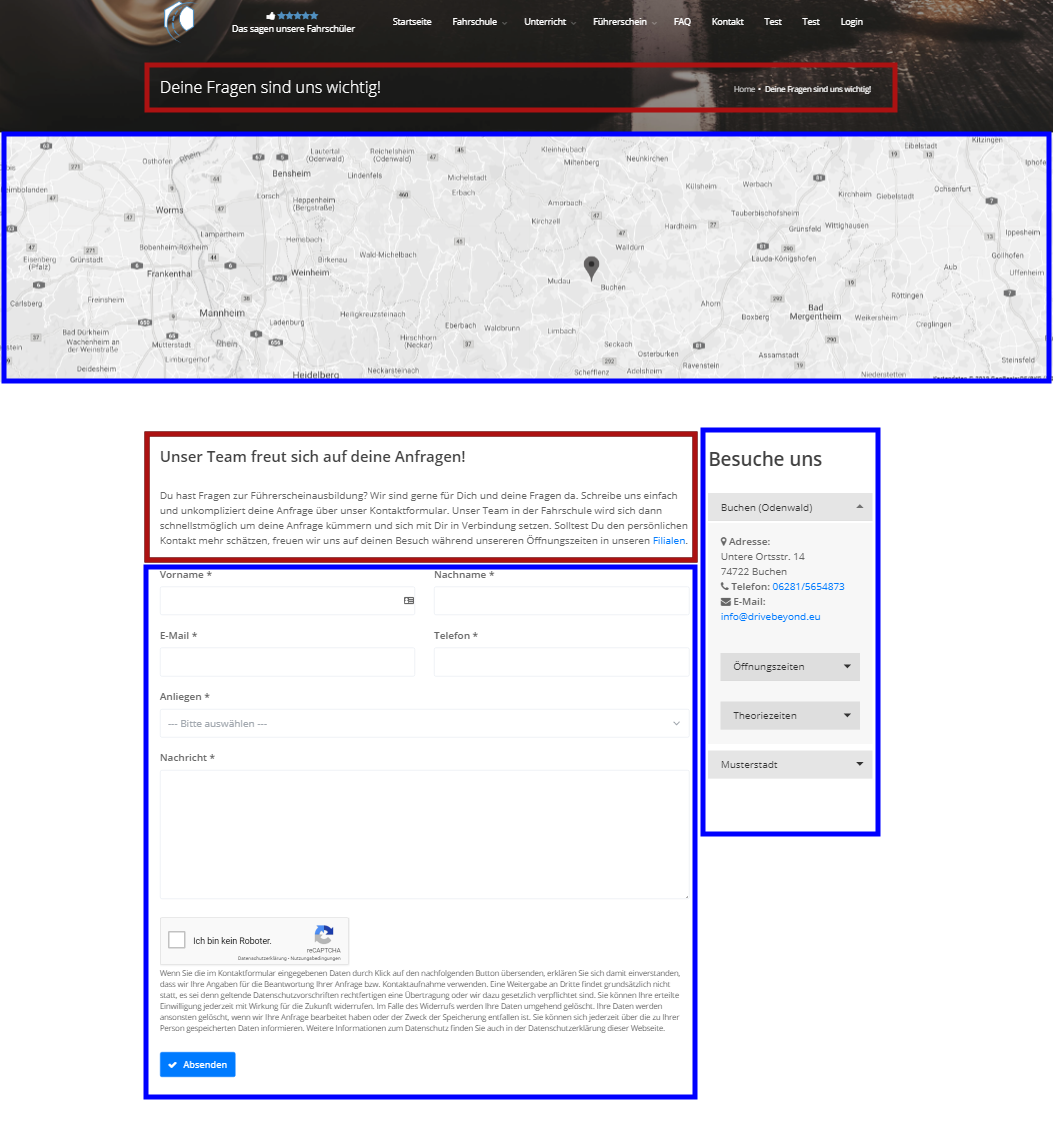 Das sagen unsere Fahrschüler
Startseite Fahrschule Unterricht Führerschein FAQ Kontakt Test Test Login
Deine Fragen sind uns wichtig!
Home • Deine Fragen sind uns wichtig!
Kitzingen
Osthofen Rhein Lautertal (Odenwald) Reichelsheim (Odenwald) Kleinheubach Miltenberg Neunkirchen Eibelstadt Iphofe
Bensheim Lindenfels Michelstadt Erbach Külsheim Werbach Kirchheim Giebelstadt Ochsenfurt
Lorsch Heppenheim (Bergstraße) Amorbach
Worms Kirchzell Tauberbischofsheim
Lampertheim Hemsbach Hardheim Grünsfeld Wittighausen Ippesheim
Bobenheim-Roxheim Birkenau Wald-Michelbach Walldürn Lauda-Königshofen Gollhofen
Eisenberg (Pfalz) Grünstadt Frankenthal Weinheim Aub Uffenheim
Mudau Buchen
Carlsberg Freinsheim Ahorn Röttingen
Mannheim Ladenburg Heiligkreuzsteinach Boxberg Bad Mergentheim Weikersheim Creglingen
Bad Dürkheim Wachenheim an der Weinstraße Mutterstadt Rhein Eberbach Waldbrunn Limbach
Hirschhorn (Neckar) Seckach Osterburken Assamstadt
Limburgerhof Steinsfeld
Deidesheim Heidelberg Neckarsteinach Schefflenz Adelsheim Ravenstein Niederstetten
Unser Team freut sich auf deine Anfragen!
Du hast Fragen zur Führerscheinausbildung? Wir sind gerne für Dich und deine Fragen da. Schreibe uns einfach
und unkompliziert deine Anfrage über unser Kontaktformular. Unser Team in der Fahrschule wird sich dann
schnellstmöglich um deine Anfrage kümmern und sich mit Dir in Verbindung setzen. Solltest Du den persönlichen
Kontakt mehr schätzen, freuen wir uns auf deinen Besuch während unsereren Öffnungszeiten in unseren Filialen.
Vorname * Nachname *
E-Mail * Telefon *
Anliegen *
--- Bitte auswählen ---
Nachricht *
Ich bin kein Roboter.
reCAPTCHA
Datenschutzerklärung - Nutzungsbedingungen
Wenn Sie die im Kontaktformular eingegebenen Daten durch Klick auf den nachfolgenden Button übersenden, erklären Sie sich damit einverstanden,
dass wir Ihre Angaben für die Beantwortung Ihrer Anfrage bzw. Kontaktaufnahme verwenden. Eine Weitergabe an Dritte findet grundsätzlich nicht
statt, es sei denn geltende Datenschutzvorschriften rechtfertigen eine Übertragung oder wir dazu gesetzlich verpflichtet sind. Sie können Ihre erteilte
Einwilligung jederzeit mit Wirkung für die Zukunft widerrufen. Im Falle des Widerrufs werden Ihre Daten umgehend gelöscht. Ihre Daten werden
ansonsten gelöscht, wenn wir Ihre Anfrage bearbeitet haben oder der Zweck der Speicherung entfallen ist. Sie können sich jederzeit über die zu Ihrer
Person gespeicherten Daten informieren. Weitere Informationen zum Datenschutz finden Sie auch in der Datenschutzerklärung dieser Webseite.
Absenden
Besuche uns
Buchen (Odenwald)
Adresse:
Untere Ortsstr. 14
74722 Buchen
Telefon: 06281/5654873
E-Mail:
info@drivebeyond.eu
Öffnungszeiten
Theoriezeiten
Musterstadt